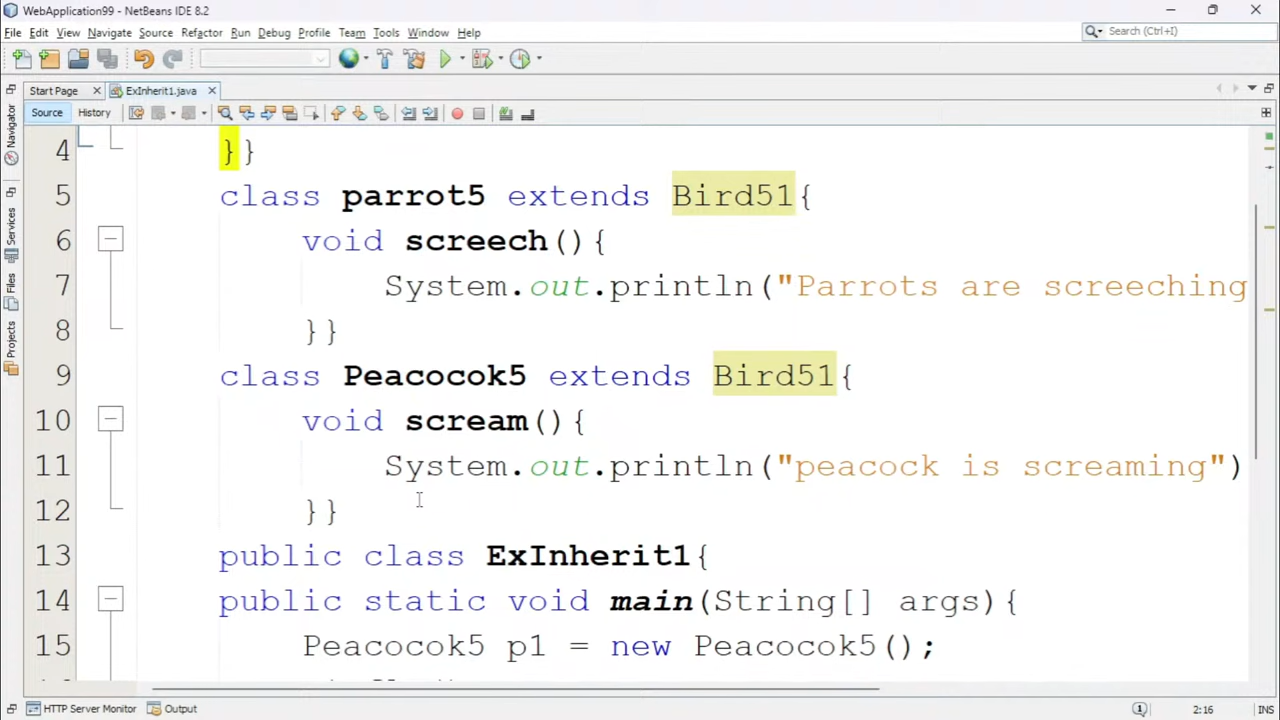 WebApplication99 - NetBeans IDE 8.2
File Edit View Navigate Source Refactor Run Debug Profile Team Tools Window Help
Search (Ctrl+I)
Start Page ExInherit1.java
Source History
Navigator
Services
Files
Projects
4 }}
5 class parrot5 extends Bird51{
6 void screech(){
7 System.out.println("Parrots are screeching
8 }}
9 class Peacocok5 extends Bird51{
10 void scream(){
11 System.out.println("peacock is screaming")
12 }}
13 public class ExInherit1{
14 public static void main(String[] args){
15 Peacocok5 p1 = new Peacocok5();
HTTP Server Monitor Output
2:16 INS